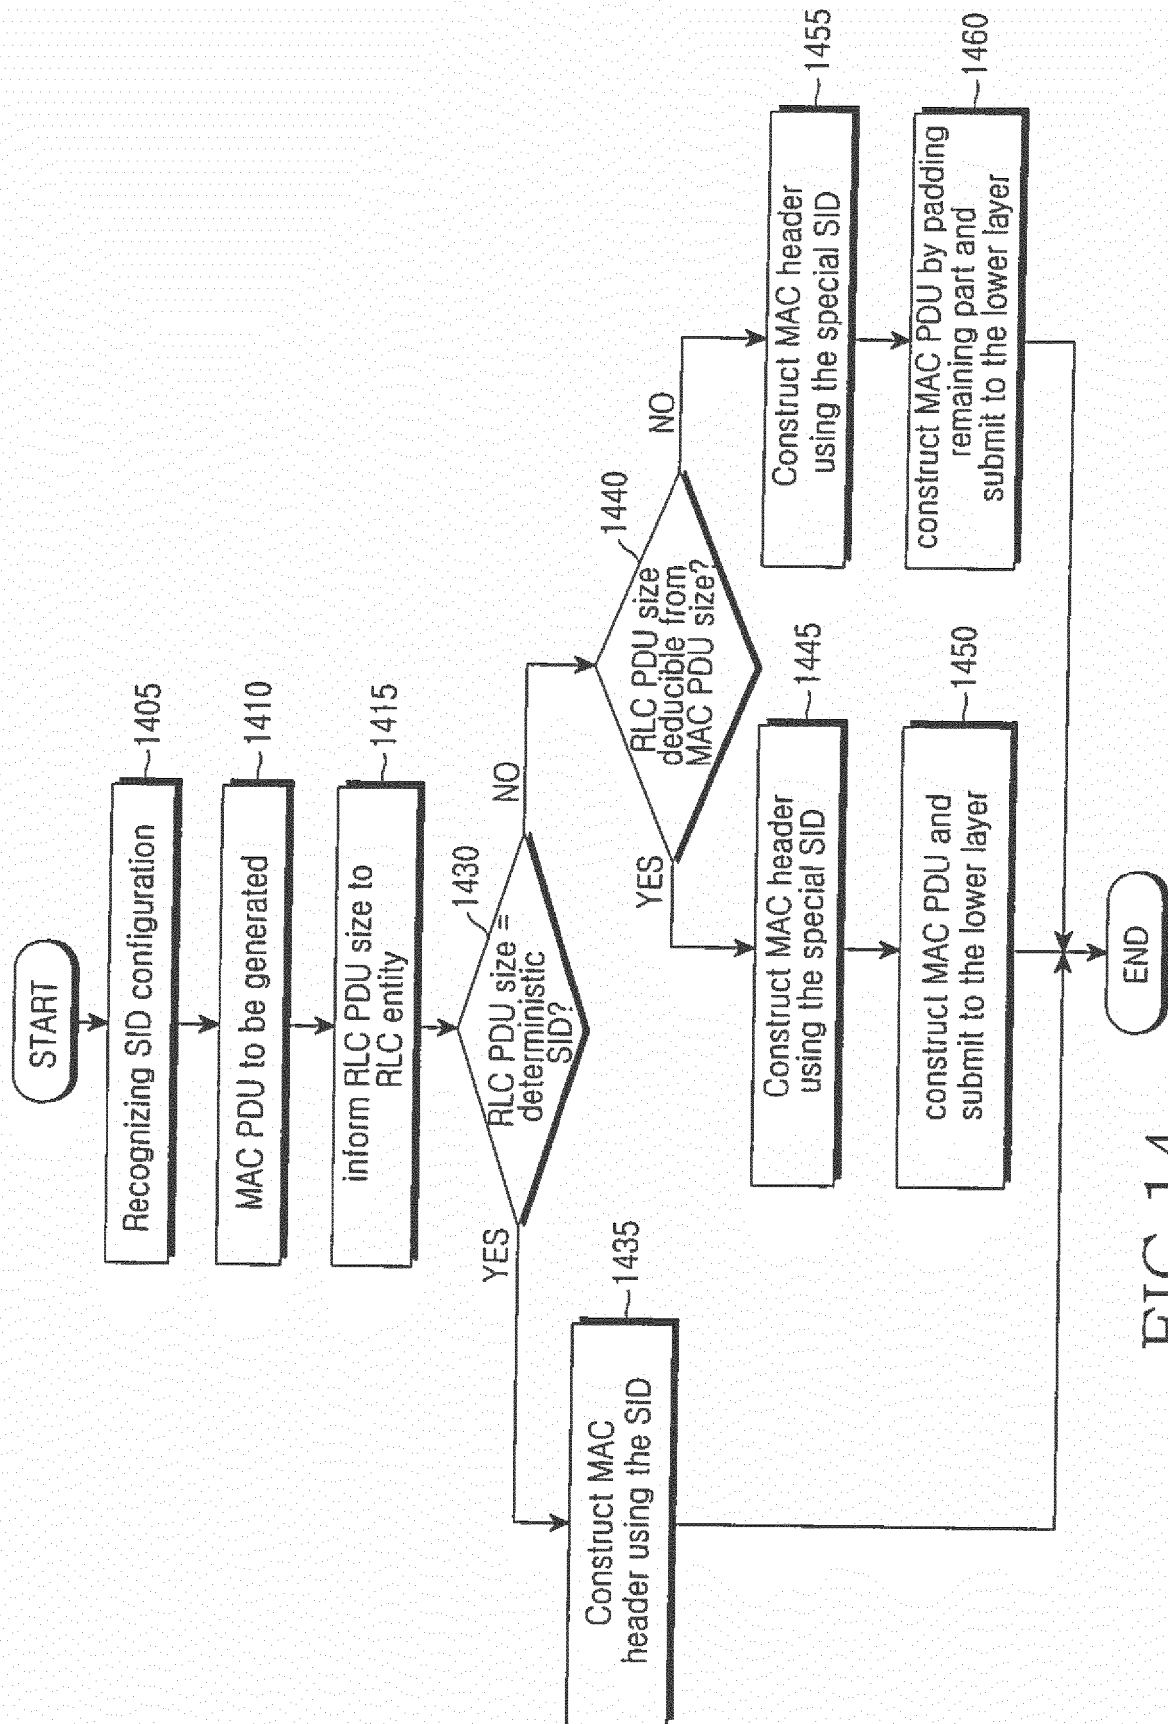 START
Recognizing SID configuration
1405
MAC PDU to be generated
1410
inform RLC PDU size to
RLC entity
1415
RLC PDU size =
deterministic
SID?
1430
YES
NO
Construct MAC
header using the SID
1435
RLC PDU size
deducible from
MAC PDU size?
1440
YES
NO
Construct MAC header
using the special SID
1445
construct MAC PDU and
submit to the lower layer
1450
Construct MAC header
using the special SID
1455
construct MAC PDU by padding
remaining part and
submit to the lower layer
1460
END
FIG. 14